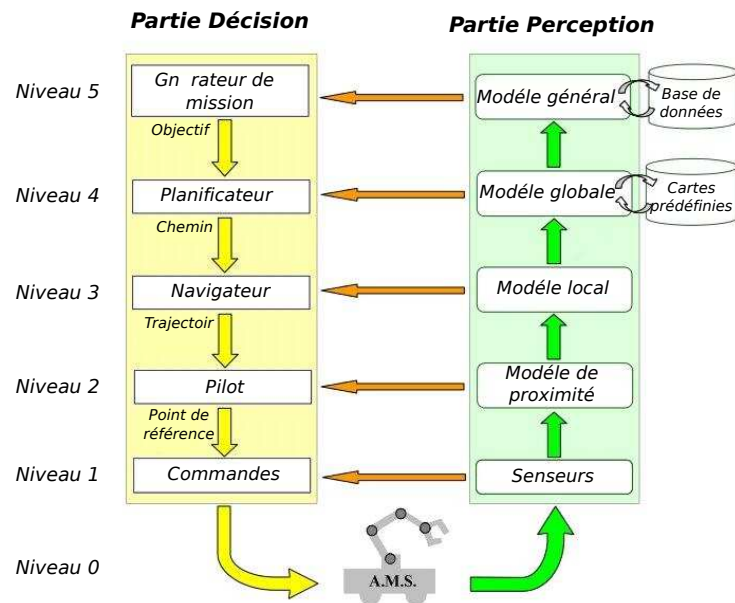 Partie Décision
Partie Perception
Niveau 5
Gn rateur de
mission
Modéle général
Base de
données
Objectif
Niveau 4
Planificateur
Modéle globale
Cartes
prédéfinies
Chemin
Niveau 3
Navigateur
Modéle local
Trajectoir
Niveau 2
Pilot
Modéle de
proximité
Point de
référence
Niveau 1
Commandes
Senseurs
Niveau 0
A.M.S.